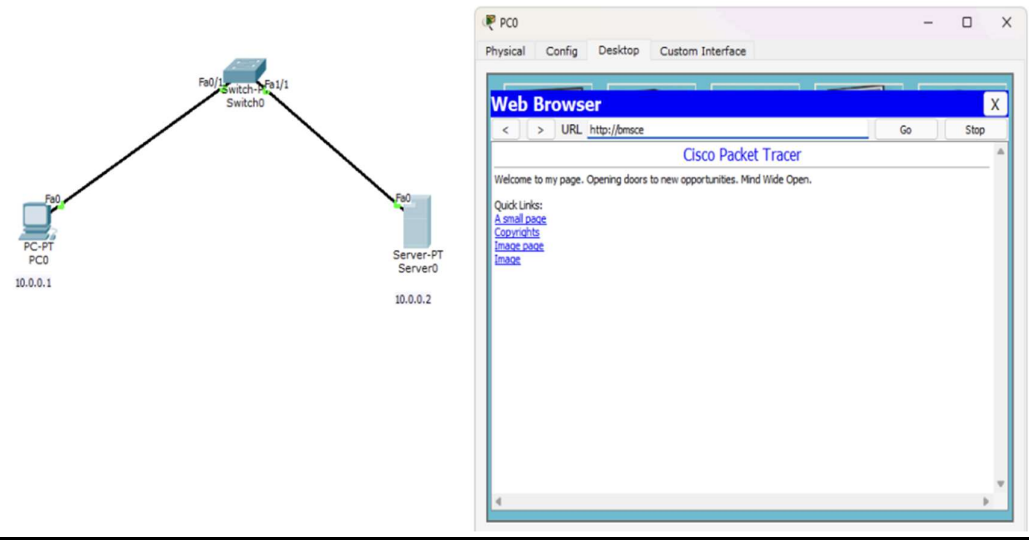 Fa0/1
Fa1/1
Switch-P
Switch0
Fa0
PC-PT
PC0
10.0.0.1
Fa0
Server-PT
Server0
10.0.0.2
PC0
Physical Config Desktop Custom Interface
Web Browser X
< > URL http://bmsce Go Stop
Cisco Packet Tracer
Welcome to my page. Opening doors to new opportunities. Mind Wide Open.
Quick Links:
A small page
Copyrights
Image page
Image